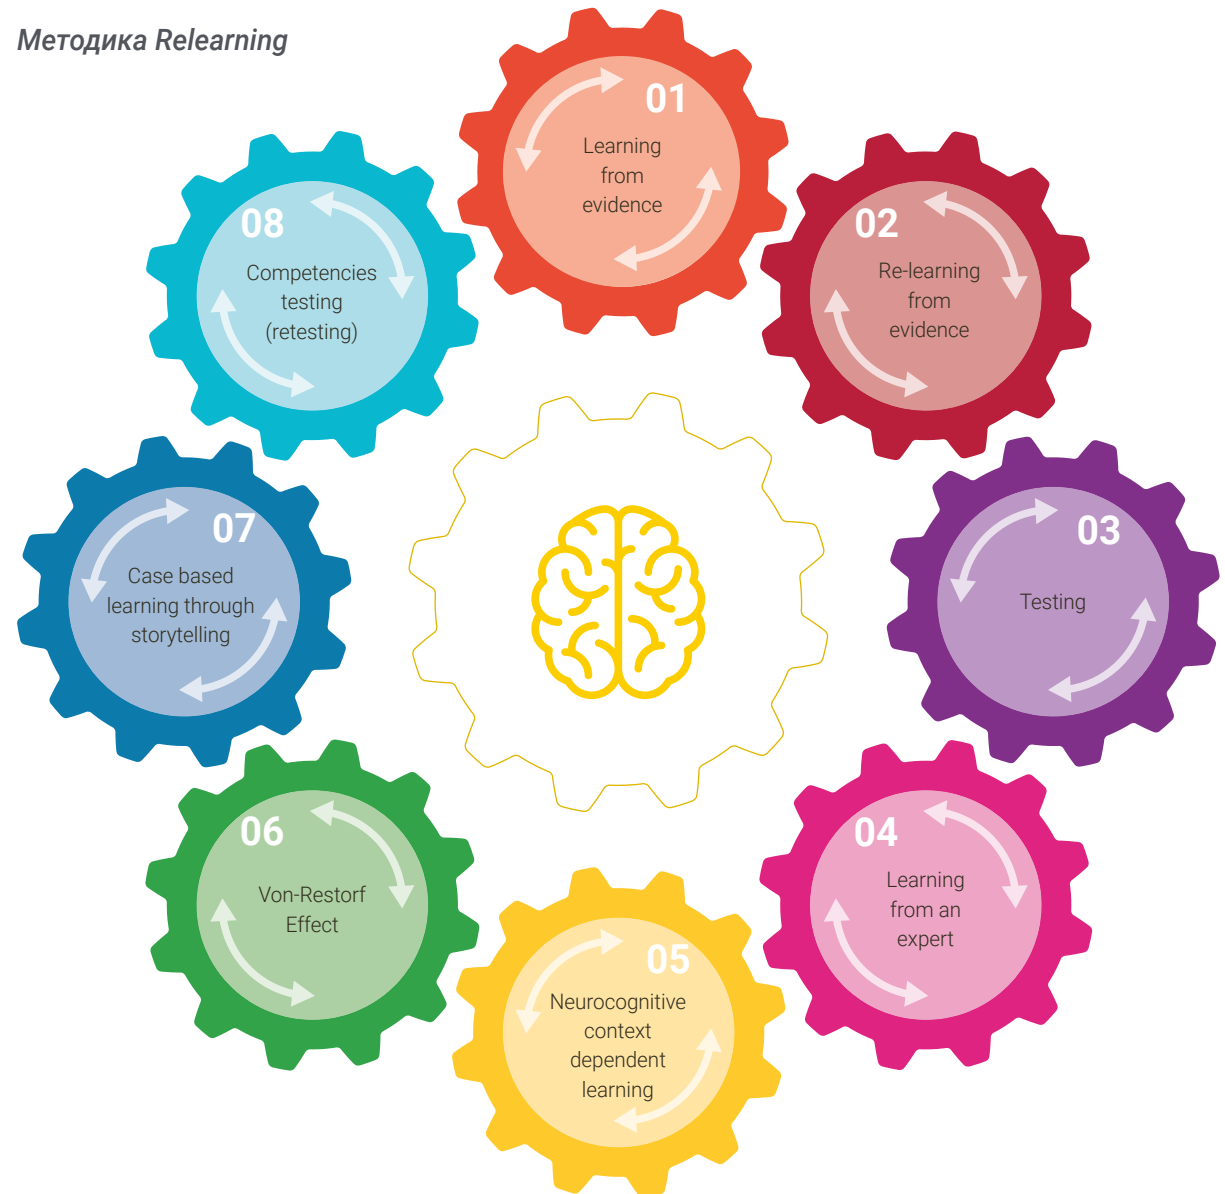 Методика Relearning
01
Learning
from
evidence
02
Re-learning
from
evidence
03
Testing
04
Learning
from an
expert
05
Neurocognitive
context
dependent
learning
06
Von-Restorf
Effect
07
Case based
learning through
storytelling
08
Competencies
testing
(retesting)